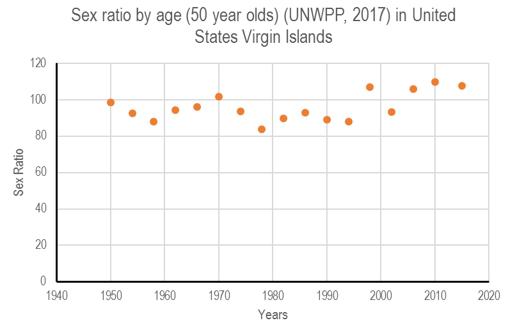 Sex ratio by age (50 year olds) (UNWPP, 2017) in United
States Virgin Islands
120
100
80
60
40
20
0
Sex Ratio
1940 1950 1960 1970 1980 1990 2000 2010 2020
Years